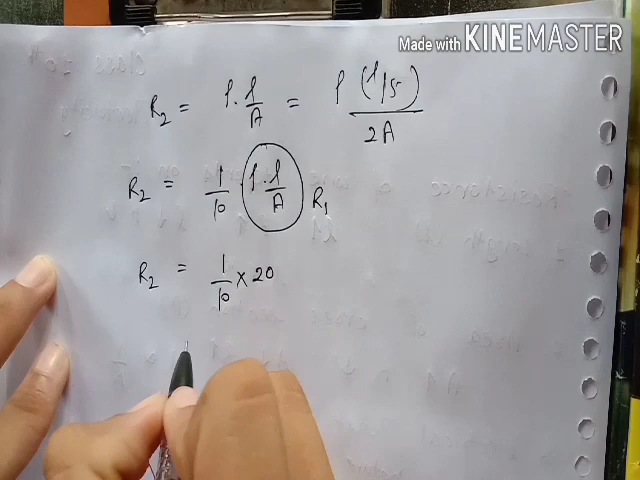 Made with KINEMASTER
R₂ = ρ.l/A = ρ(l/5)/2A
R₂ = 1/10 ρ.l/A R₁
R₂ = 1/10 × 20